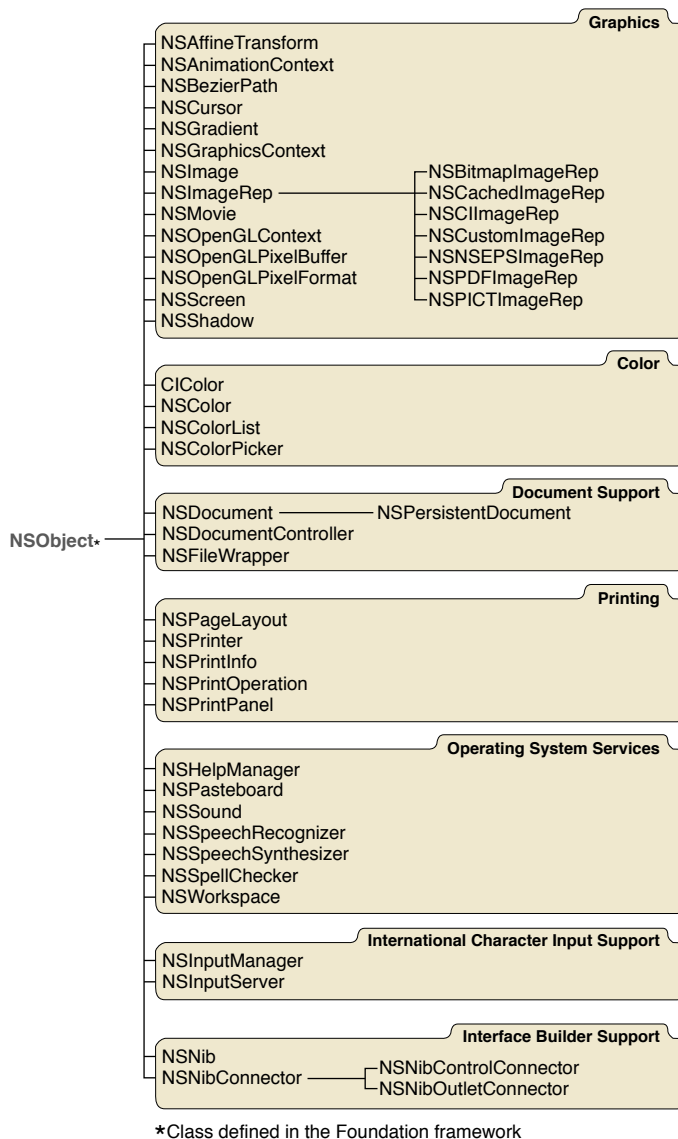 Graphics
NSAffineTransform
NSAnimationContext
NSBezierPath
NSCursor
NSGradient
NSGraphicsContext
NSImage NSBitmapImageRep
NSImageRep NSCachedImageRep
NSMovie NSCIImageRep
NSOpenGLContext NSCustomImageRep
NSOpenGLPixelBuffer NSNSEPSImageRep
NSOpenGLPixelFormat NSPDFImageRep
NSScreen NSPICTImageRep
NSShadow
Color
CIColor
NSColor
NSColorList
NSColorPicker
Document Support
NSDocument NSPersistentDocument
NSDocumentController
NSObject*
NSFileWrapper
Printing
NSPageLayout
NSPrinter
NSPrintInfo
NSPrintOperation
NSPrintPanel
Operating System Services
NSHelpManager
NSPasteboard
NSSound
NSSpeechRecognizer
NSSpeechSynthesizer
NSSpellChecker
NSWorkspace
International Character Input Support
NSInputManager
NSInputServer
Interface Builder Support
NSNib
NSNibConnector NSNibControlConnector
NSNibOutletConnector
*Class defined in the Foundation framework